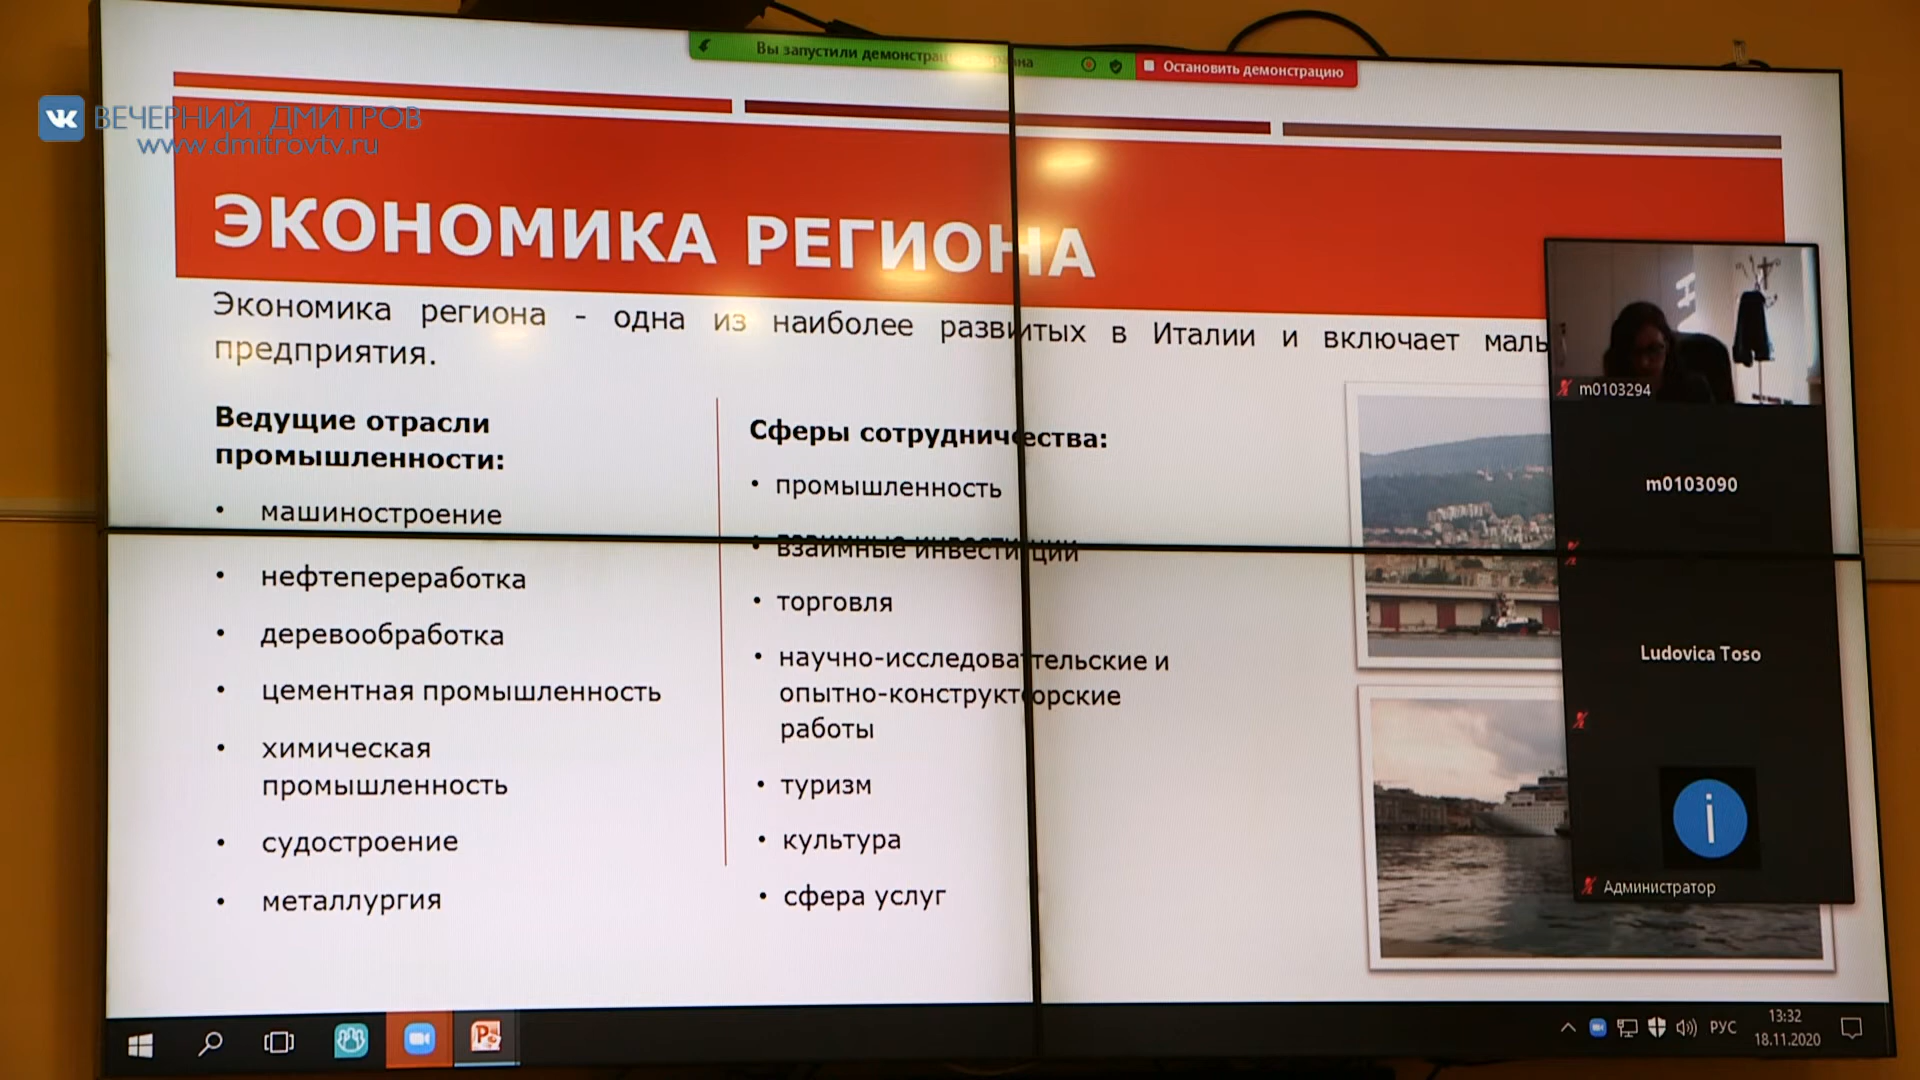 Вы запустили демонстрацию экрана
Остановить демонстрацию
ВЕЧЕРНИЙ ДМИТРОВ
www.dmitrovtv.ru
ЭКОНОМИКА РЕГИОНА
Экономика региона - одна из наиболее развитых в Италии и включает малы
предприятия.
Ведущие отрасли
промышленности:
• машиностроение
• нефтепереработка
• деревообработка
• цементная промышленность
• химическая
промышленность
• судостроение
• металлургия
Сферы сотрудничества:
• промышленность
• взаимные инвестиции
• торговля
• научно-исследовательские и
опытно-конструкторские
работы
• туризм
• культура
• сфера услуг
m0103294
m0103090
Ludovica Toso
i
Администратор
РУС
13:32
18.11.2020